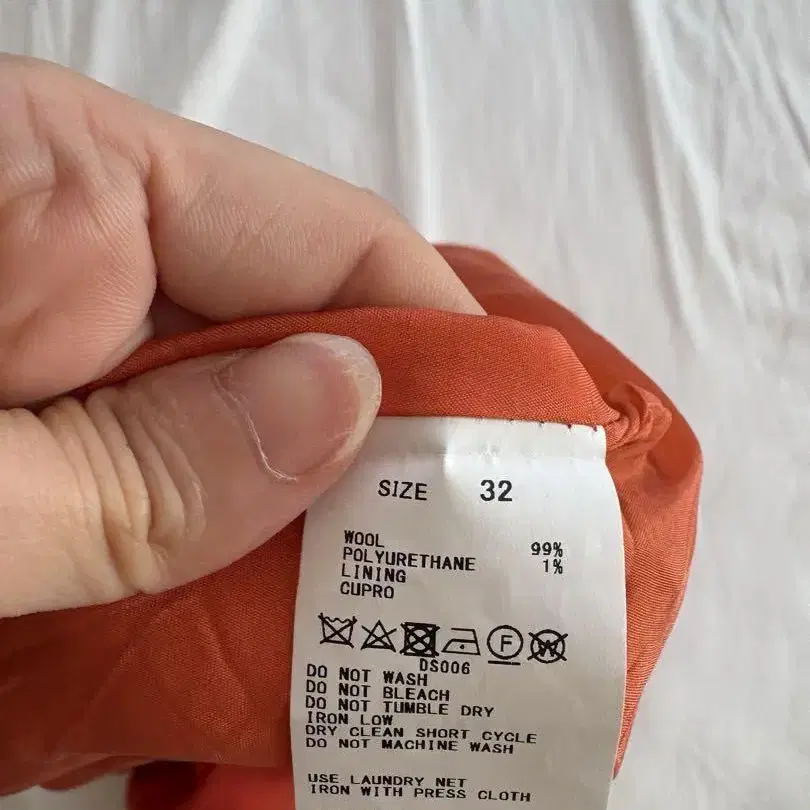 SIZE 32
WOOL 99%
POLYURETHANE 1%
LINING
CUPRO
F W
DS006
DO NOT WASH
DO NOT BLEACH
DO NOT TUMBLE DRY
IRON LOW
DRY CLEAN SHORT CYCLE
DO NOT MACHINE WASH
USE LAUNDRY NET
IRON WITH PRESS CLOTH